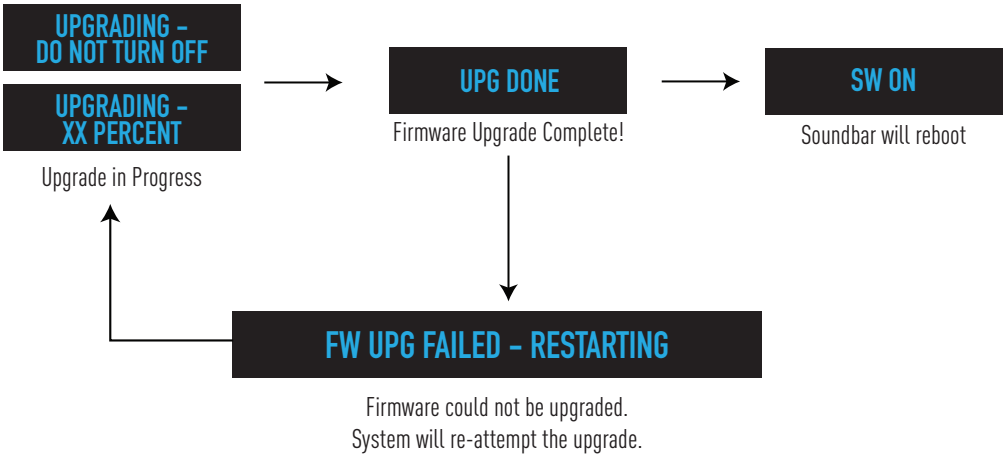 UPGRADING –
DO NOT TURN OFF
UPGRADING –
XX PERCENT
Upgrade in Progress
UPG DONE
Firmware Upgrade Complete!
SW ON
Soundbar will reboot
FW UPG FAILED – RESTARTING
Firmware could not be upgraded.
System will re-attempt the upgrade.